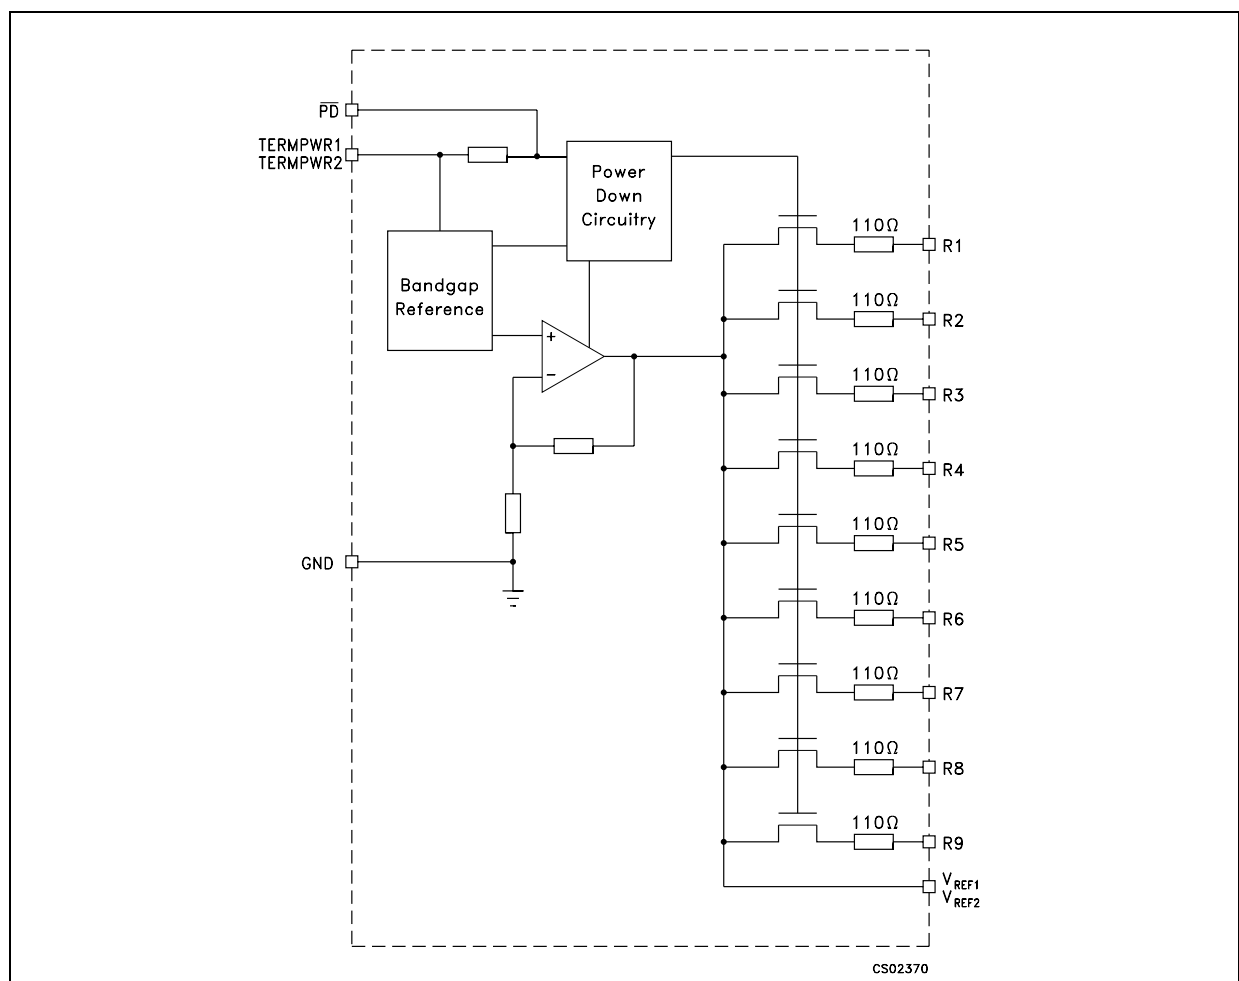 PD
TERMPWR1
TERMPWR2
Power
Down
Circuitry
Bandgap
Reference
+
−
GND
110Ω
R1
110Ω
R2
110Ω
R3
110Ω
R4
110Ω
R5
110Ω
R6
110Ω
R7
110Ω
R8
110Ω
R9
VREF1
VREF2
CS02370